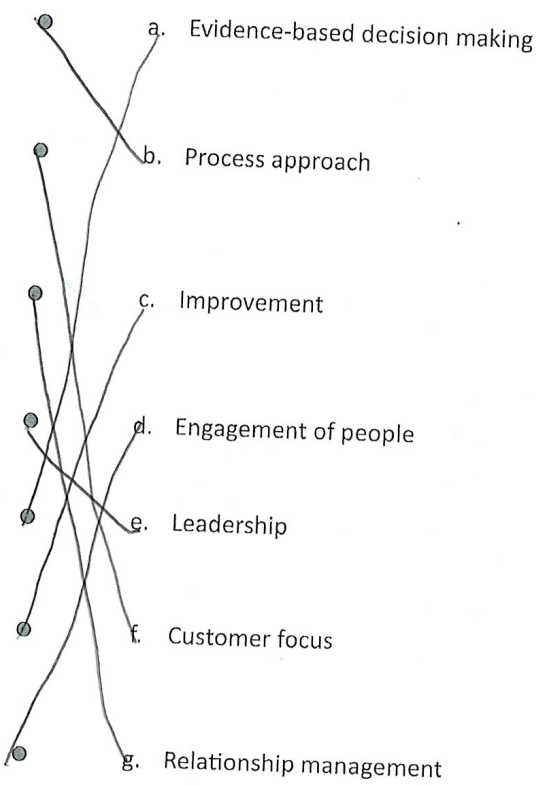 a. Evidence-based decision making
b. Process approach
c. Improvement
d. Engagement of people
e. Leadership
f. Customer focus
g. Relationship management